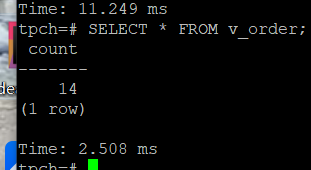 Time: 11.249 ms
tpch=# SELECT * FROM v_order;
count
-------
14
(1 row)
Time: 2.508 ms
tpch=#